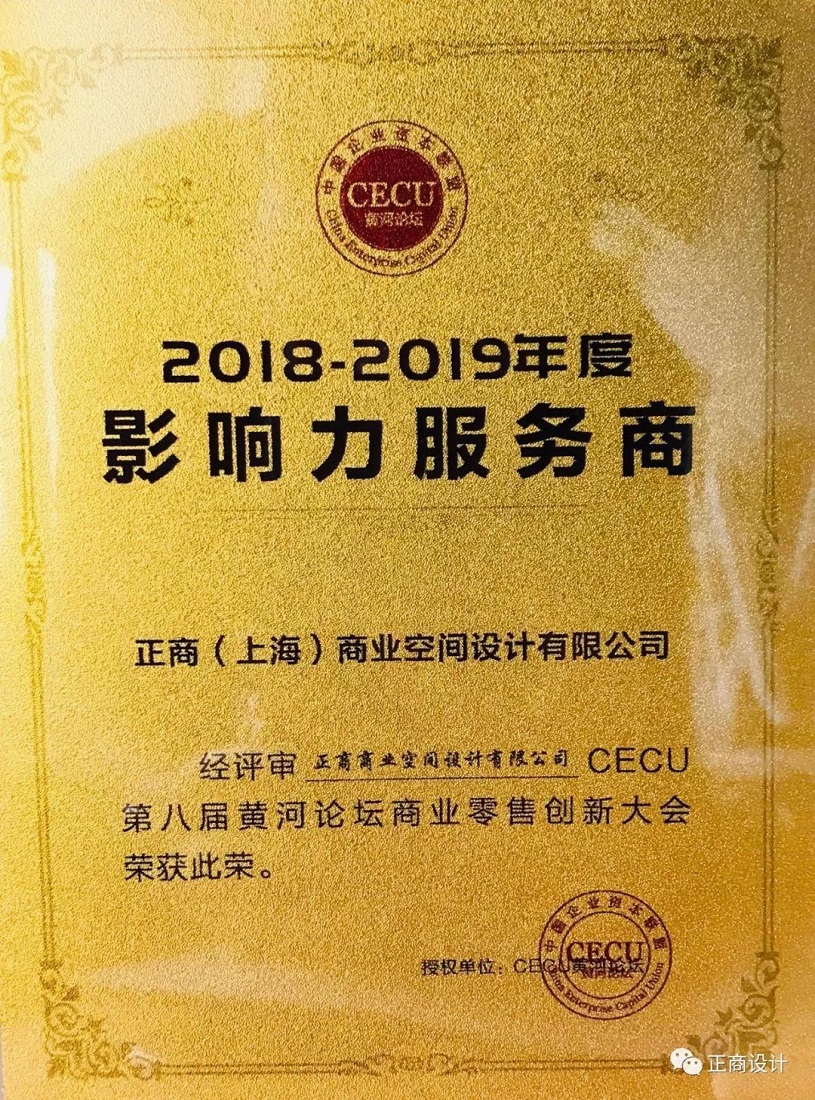 中国企业资本联盟
CECU
黄河论坛
China Enterprise Capital Union
2018-2019年度
影响力服务商
正商（上海）商业空间设计有限公司
经评审 正商商业空间设计有限公司 CECU
第八届黄河论坛商业零售创新大会
荣获此荣。
授权单位：CECU黄河论坛
中国企业资本联盟
CECU
黄河论坛
China Enterprise Capital Union
正商设计